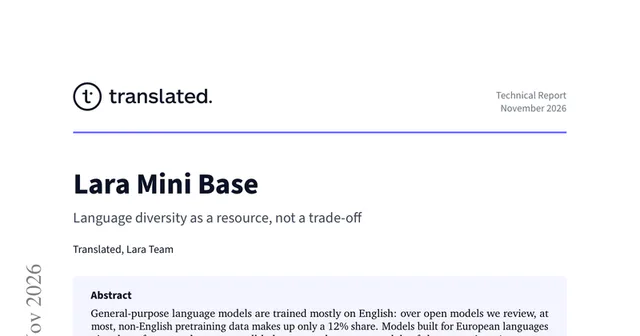 translated.
Technical Report
November 2026
Lara Mini Base
Language diversity as a resource, not a trade-off
Translated, Lara Team
Abstract
General-purpose language models are trained mostly on English: over open models we review, at
most, non-English pretraining data makes up only a 12% share. Models built for European languages
Nov 2026